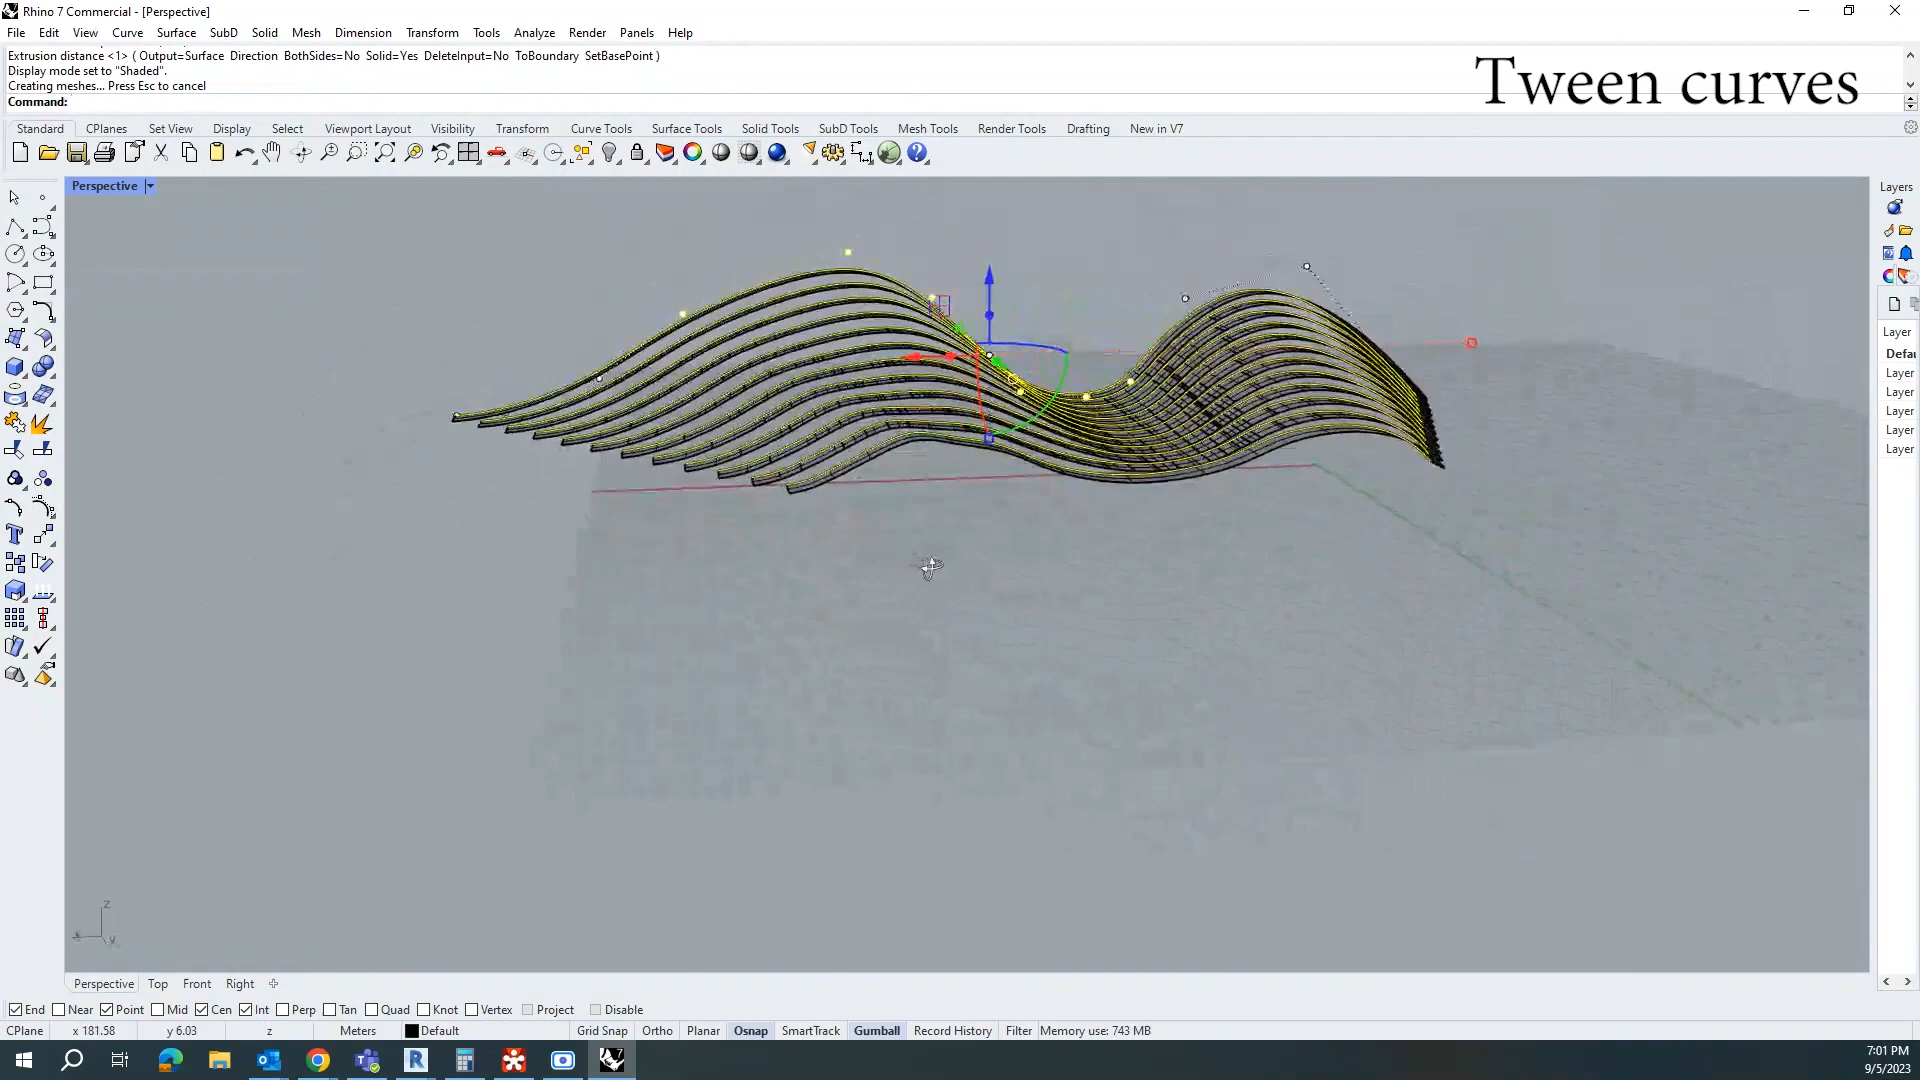 Rhino 7 Commercial - [Perspective]
File Edit View Curve Surface SubD Solid Mesh Dimension Transform Tools Analyze Render Panels Help
Extrusion distance <1> ( Output=Surface Direction BothSides=No Solid=Yes DeleteInput=No ToBoundary SetBasePoint )
Display mode set to "Shaded".
Creating meshes... Press Esc to cancel
Command:
Tween curves
Standard CPlanes Set View Display Select Viewport Layout Visibility Transform Curve Tools Surface Tools Solid Tools SubD Tools Mesh Tools Render Tools Drafting New in V7
Perspective
Layers
Layer
Defau
Layer
Layer
Layer
Layer
Layer
z
x y
Perspective Top Front Right
End Near Point Mid Cen Int Perp Tan Quad Knot Vertex Project Disable
CPlane x 181.58 y 6.03 z Meters Default Grid Snap Ortho Planar Osnap SmartTrack Gumball Record History Filter Memory use: 743 MB
7:01 PM
9/5/2023